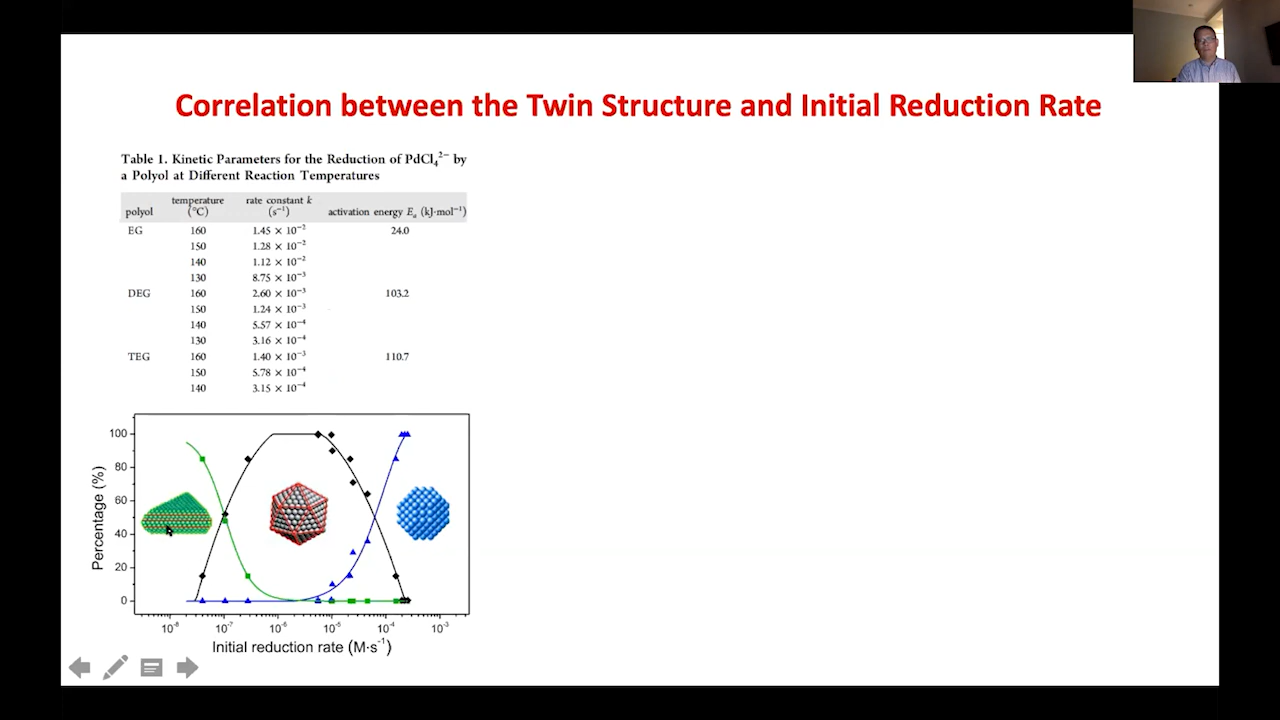 Correlation between the Twin Structure and Initial Reduction Rate
Table 1. Kinetic Parameters for the Reduction of PdCl₄²⁻ by
a Polyol at Different Reaction Temperatures
polyol temperature (°C) rate constant k (s⁻¹) activation energy Eₐ (kJ·mol⁻¹)
EG 160 1.45 × 10⁻² 24.0
150 1.28 × 10⁻²
140 1.12 × 10⁻²
130 8.75 × 10⁻³
DEG 160 2.60 × 10⁻³ 103.2
150 1.24 × 10⁻³
140 5.57 × 10⁻⁴
130 3.16 × 10⁻⁴
TEG 160 1.40 × 10⁻³ 110.7
150 5.78 × 10⁻⁴
140 3.15 × 10⁻⁴
Percentage (%)
100
80
60
40
20
0
10⁻⁸ 10⁻⁷ 10⁻⁶ 10⁻⁵ 10⁻⁴ 10⁻³
Initial reduction rate (M·s⁻¹)